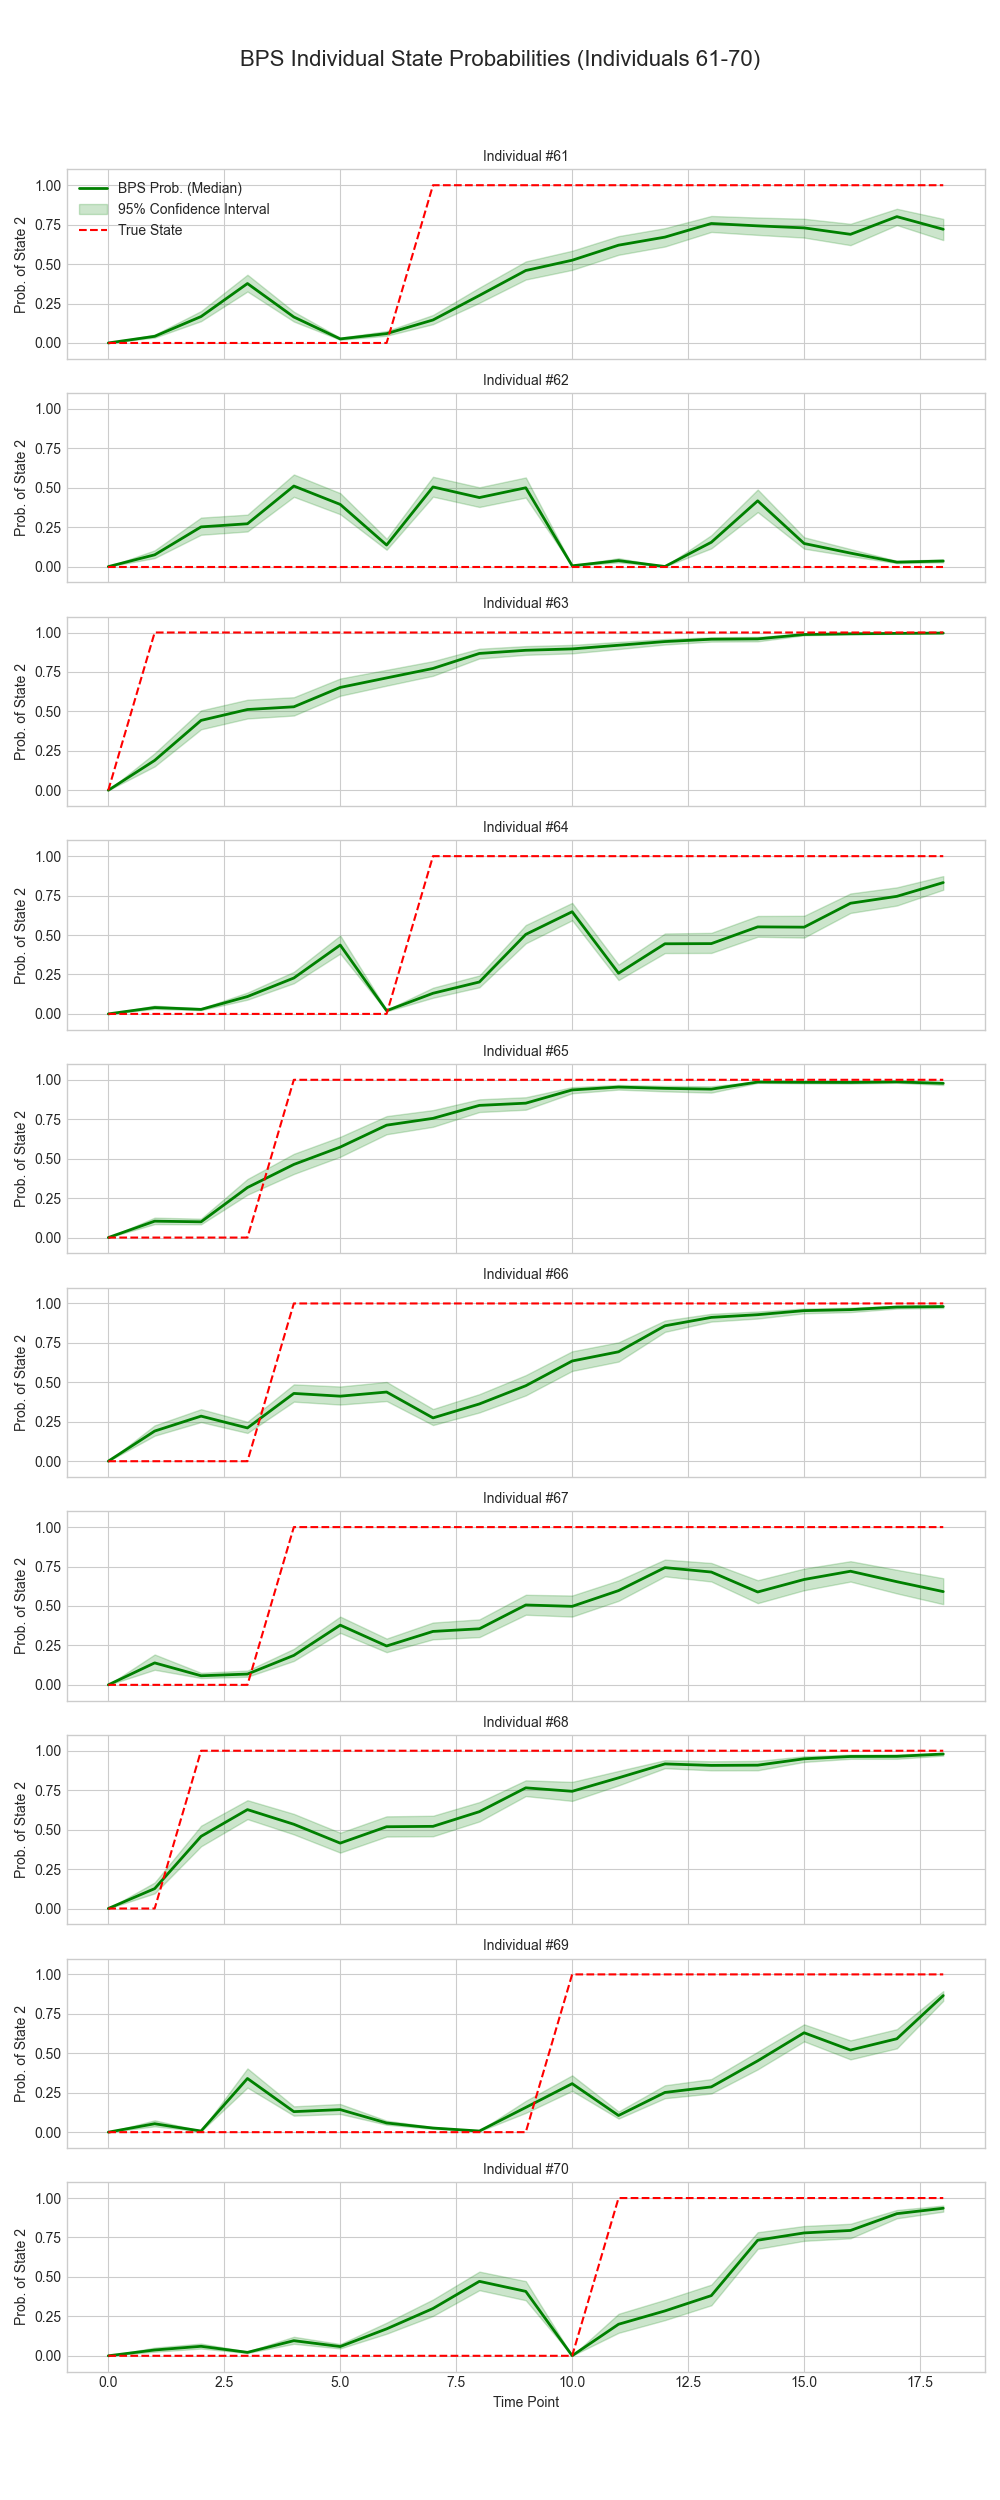 BPS Individual State Probabilities (Individuals 61-70)
Individual #61
1.00
0.75
0.50
0.25
0.00
Prob. of State 2
BPS Prob. (Median)
95% Confidence Interval
True State
Individual #62
1.00
0.75
0.50
0.25
0.00
Prob. of State 2
Individual #63
1.00
0.75
0.50
0.25
0.00
Prob. of State 2
Individual #64
1.00
0.75
0.50
0.25
0.00
Prob. of State 2
Individual #65
1.00
0.75
0.50
0.25
0.00
Prob. of State 2
Individual #66
1.00
0.75
0.50
0.25
0.00
Prob. of State 2
Individual #67
1.00
0.75
0.50
0.25
0.00
Prob. of State 2
Individual #68
1.00
0.75
0.50
0.25
0.00
Prob. of State 2
Individual #69
1.00
0.75
0.50
0.25
0.00
Prob. of State 2
Individual #70
1.00
0.75
0.50
0.25
0.00
Prob. of State 2
0.0 2.5 5.0 7.5 10.0 12.5 15.0 17.5
Time Point